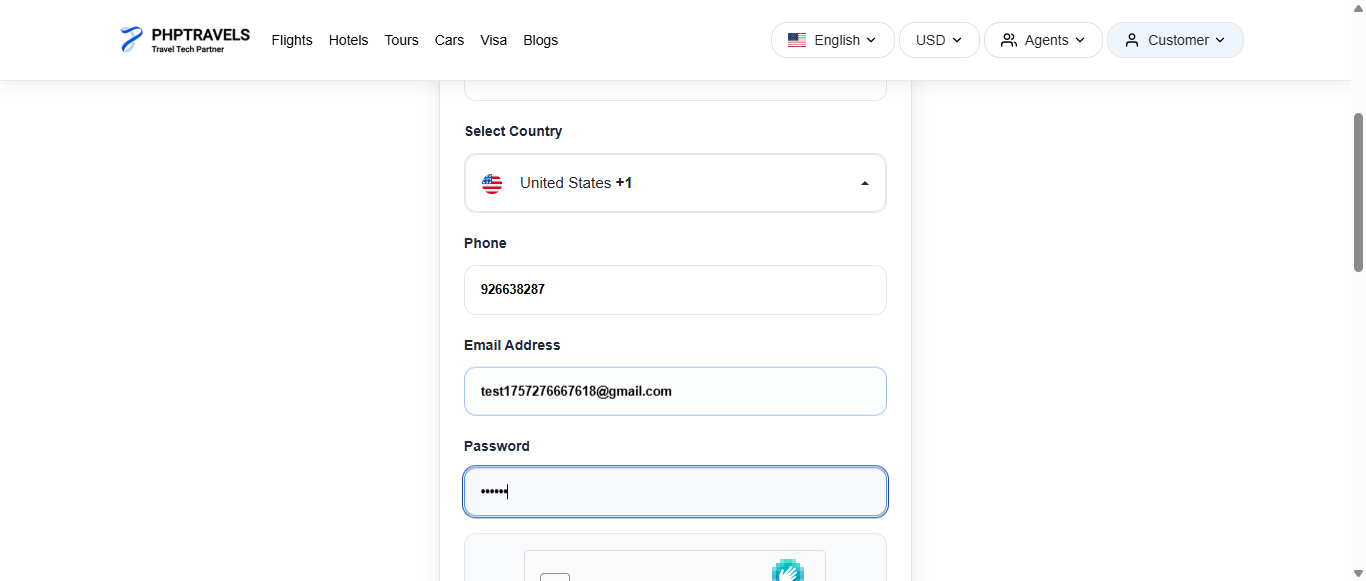 PHPTRAVELS
Travel Tech Partner
Flights Hotels Tours Cars Visa Blogs
English USD Agents Customer
Select Country
United States +1
Phone
926638287
Email Address
test1757276667618@gmail.com
Password
••••••